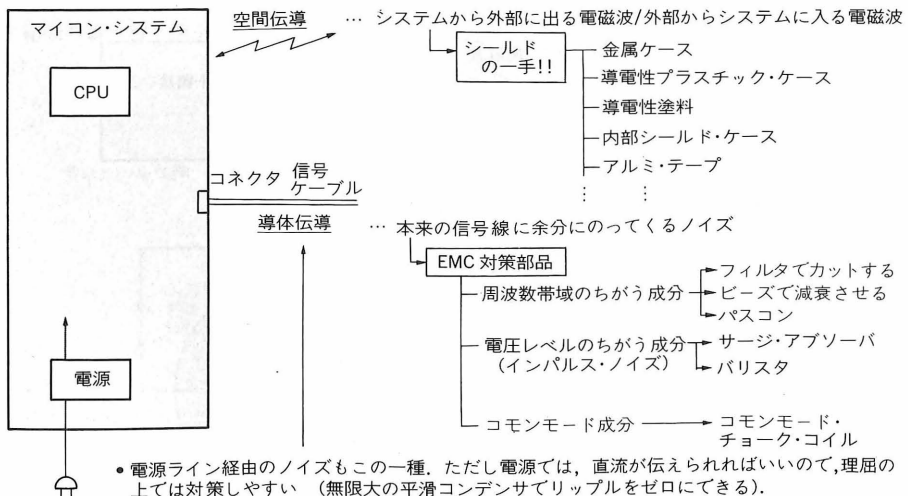 マイコン・システム
CPU
電源
空間伝導 … システムから外部に出る電磁波/外部からシステムに入る電磁波
シールド
の一手!!
金属ケース
導電性プラスチック・ケース
導電性塗料
内部シールド・ケース
アルミ・テープ
⋮ ⋮
コネクタ 信号
ケーブル
導体伝導 … 本来の信号線に余分にのってくるノイズ
EMC 対策部品
周波数帯域のちがう成分
フィルタでカットする
ビーズで減衰させる
パスコン
電圧レベルのちがう成分
(インパルス・ノイズ)
サージ・アブソーバ
バリスタ
コモンモード成分
コモンモード・
チョーク・コイル
• 電源ライン経由のノイズもこの一種．ただし電源では，直流が伝えられればいいので，理屈の
上では対策しやすい (無限大の平滑コンデンサでリップルをゼロにできる)．